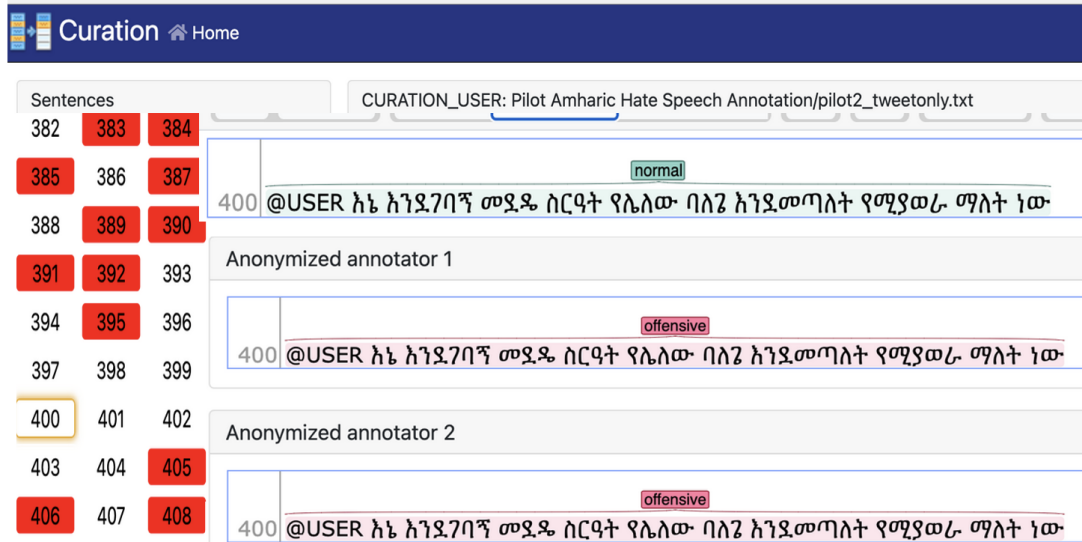 Curation Home
Sentences
CURATION_USER: Pilot Amharic Hate Speech Annotation/pilot2_tweetonly.txt
382 383 384
385 386 387
388 389 390
391 392 393
394 395 396
397 398 399
400 401 402
403 404 405
406 407 408
normal
400 @USER እኔ እንደገባኝ መደዴ ስርዓት የሌለው ባለጌ እንደመጣለት የሚያወራ ማለት ነው
Anonymized annotator 1
offensive
400 @USER እኔ እንደገባኝ መደዴ ስርዓት የሌለው ባለጌ እንደመጣለት የሚያወራ ማለት ነው
Anonymized annotator 2
offensive
400 @USER እኔ እንደገባኝ መደዴ ስርዓት የሌለው ባለጌ እንደመጣለት የሚያወራ ማለት ነው